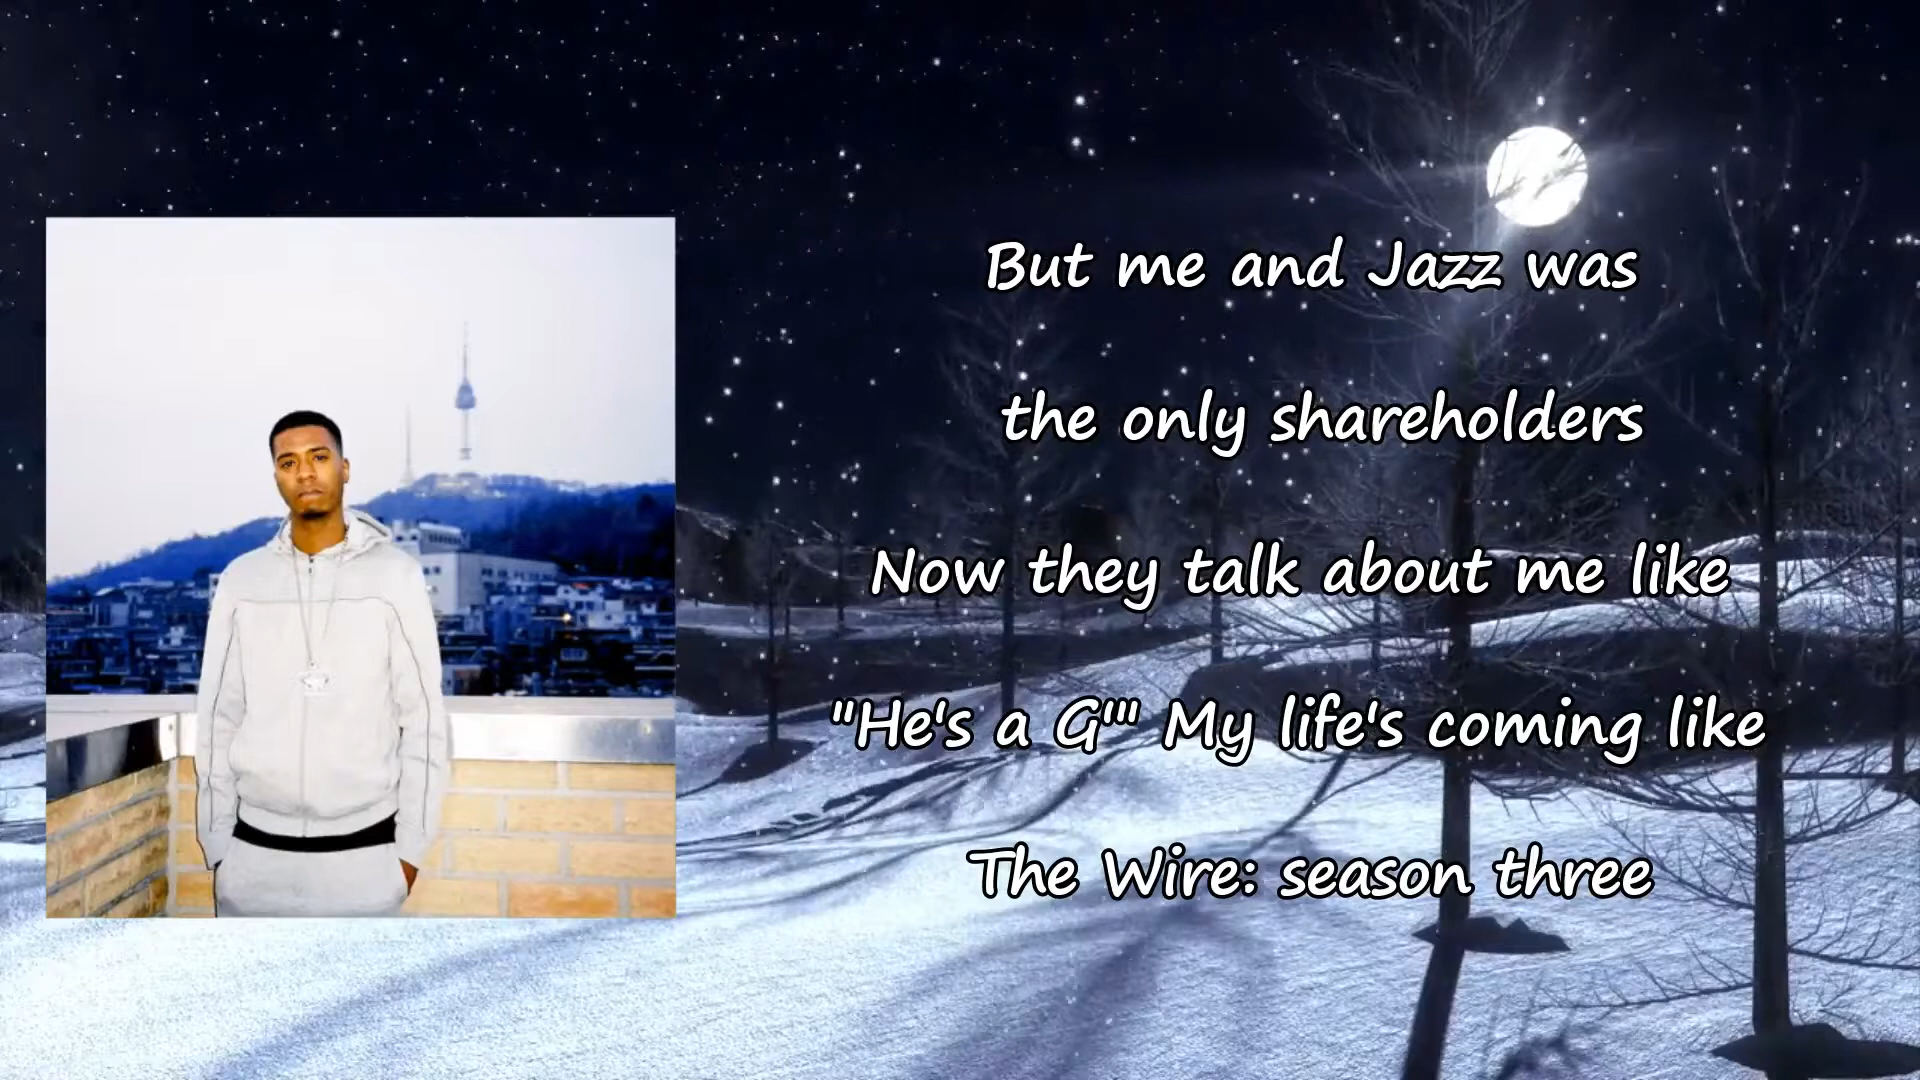 But me and Jazz was
the only shareholders
Now they talk about me like
"He's a G'" My life's coming like
The Wire: season three